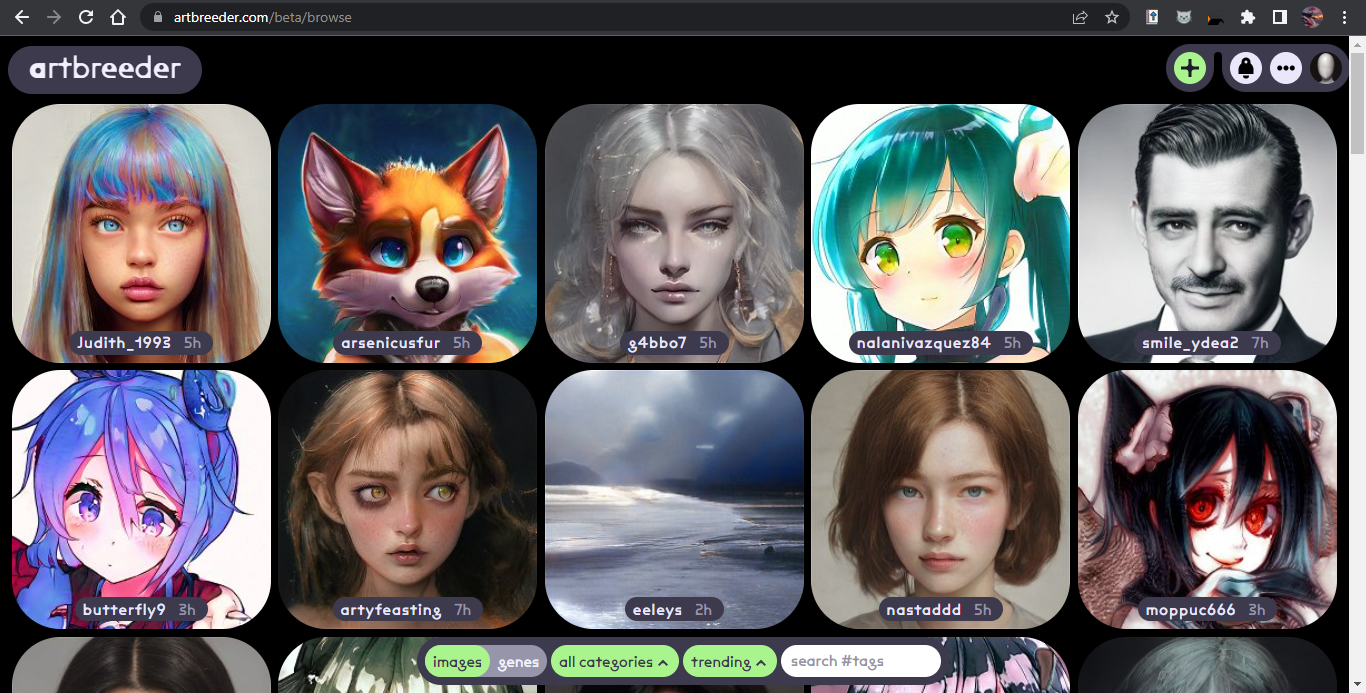 artbreeder.com/beta/browse
artbreeder
Judith_1993 5h
arsenicusfur 5h
g4bbo7 5h
nalanivazquez84 5h
smile_ydea2 7h
butterfly9 3h
artyfeasting 7h
eeleys 2h
nastaddd 5h
moppuc666 3h
images genes all categories trending search #tags